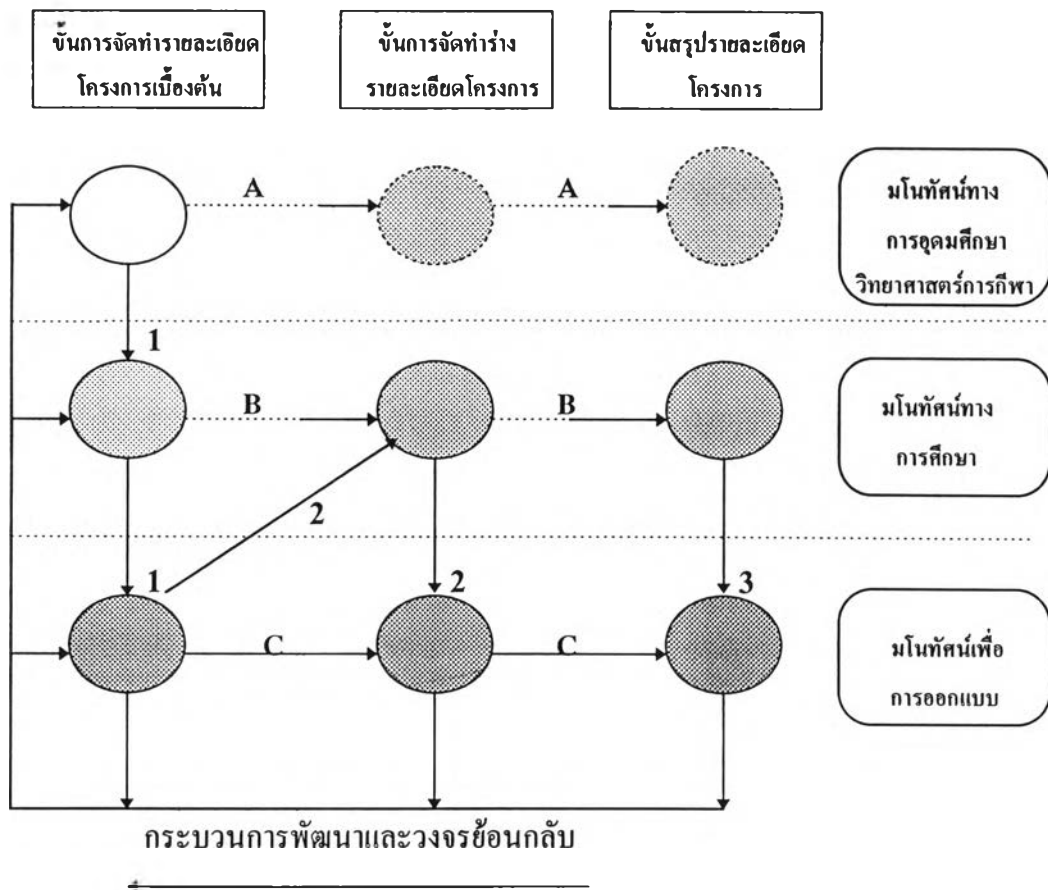 ขั้นการจัดทำรายละเอียด
โครงการเบื้องต้น
ขั้นการจัดทำร่าง
รายละเอียดโครงการ
ขั้นสรุปรายละเอียด
โครงการ
A
A
มโนทัศน์ทาง
การอุดมศึกษา
วิทยาศาสตร์การกีฬา
1
B
B
มโนทัศน์ทาง
การศึกษา
2
1
2
3
C
C
มโนทัศน์เพื่อ
การออกแบบ
กระบวนการพัฒนาและวงจรย้อนกลับ